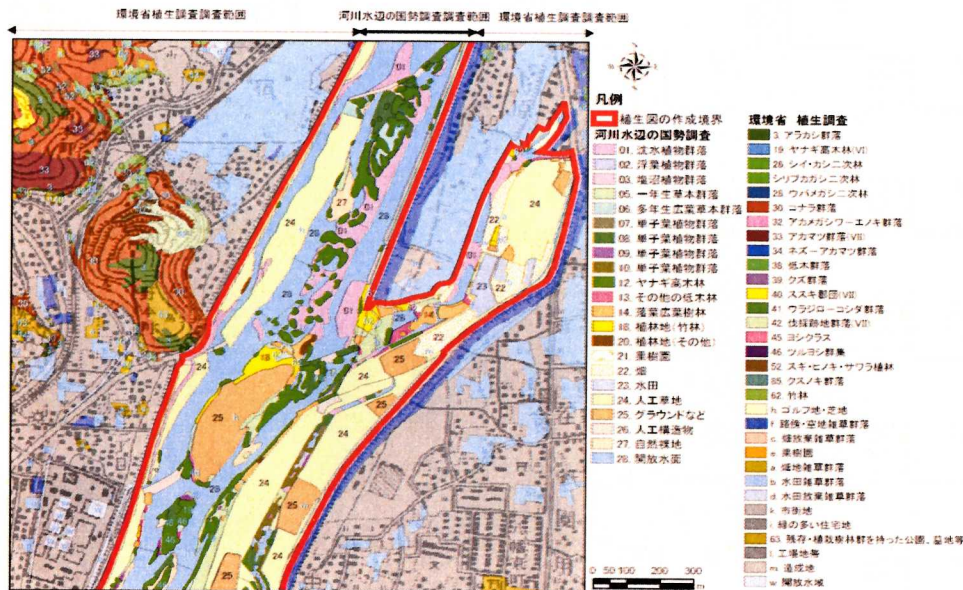 環境省植生調査調査範囲
河川水辺の国勢調査調査範囲
環境省植生調査調査範囲
凡例
植生図の作成境界
河川水辺の国勢調査
01. 沈水植物群落
02. 浮葉植物群落
03. 塩沼植物群落
05. 一年生草本群落
06. 多年生広葉草本群落
07. 単子葉植物群落
08. 単子葉植物群落
09. 単子葉植物群落
10. 単子葉植物群落
12. ヤナギ高木林
13. その他の低木林
14. 落葉広葉樹林
18. 植林地(竹林)
20. 植林地(その他)
21. 果樹園
22. 畑
23. 水田
24. 人工草地
25. グラウンドなど
26. 人工構造物
27. 自然裸地
28. 開放水面
環境省 植生調査
3. アラカシ群落
19 ヤナギ高木林(VI)
26 シイ・カシ二次林
シリブカガシ二次林
28 ウバメガシ二次林
30 コナラ群落
32 アカメガシワーエノキ群落
33 アカマツ群落(VII)
34 ネズーアカマツ群落
38 低木群落
39 クズ群落
40 ススキ群団(VII)
41 ウラジローコシダ群落
42 伐採跡地群落(VII)
45 ヨシクラス
46 ツルヨシ群集
52 スギ・ヒノキ・サワラ植林
55 クスノキ群落
62 竹林
h ゴルフ地・芝地
f 路傍・空地雑草群落
c 畑放棄雑草群落
e 果樹園
a 畑地雑草群落
b 水田雑草群落
d 水田放棄雑草群落
k 市街地
i 緑の多い住宅地
63 残存・植栽樹林群を持った公園、墓地等
l 工場地帯
m 造成地
w 開放水域
0 50 100 200 300
m